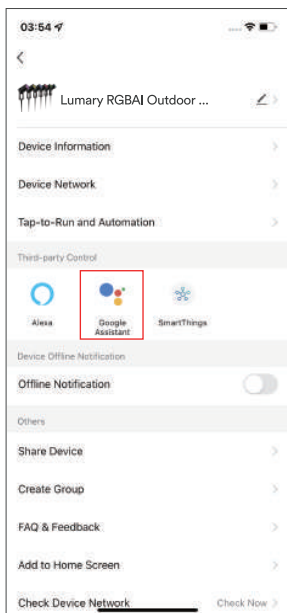 03:54
Lumary RGBAI Outdoor ...
Device Information
Device Network
Tap-to-Run and Automation
Third-party Control
Alexa
Google
Assistant
SmartThings
Device Offline Notification
Offline Notification
Others
Share Device
Create Group
FAQ & Feedback
Add to Home Screen
Check Device Network Check Now